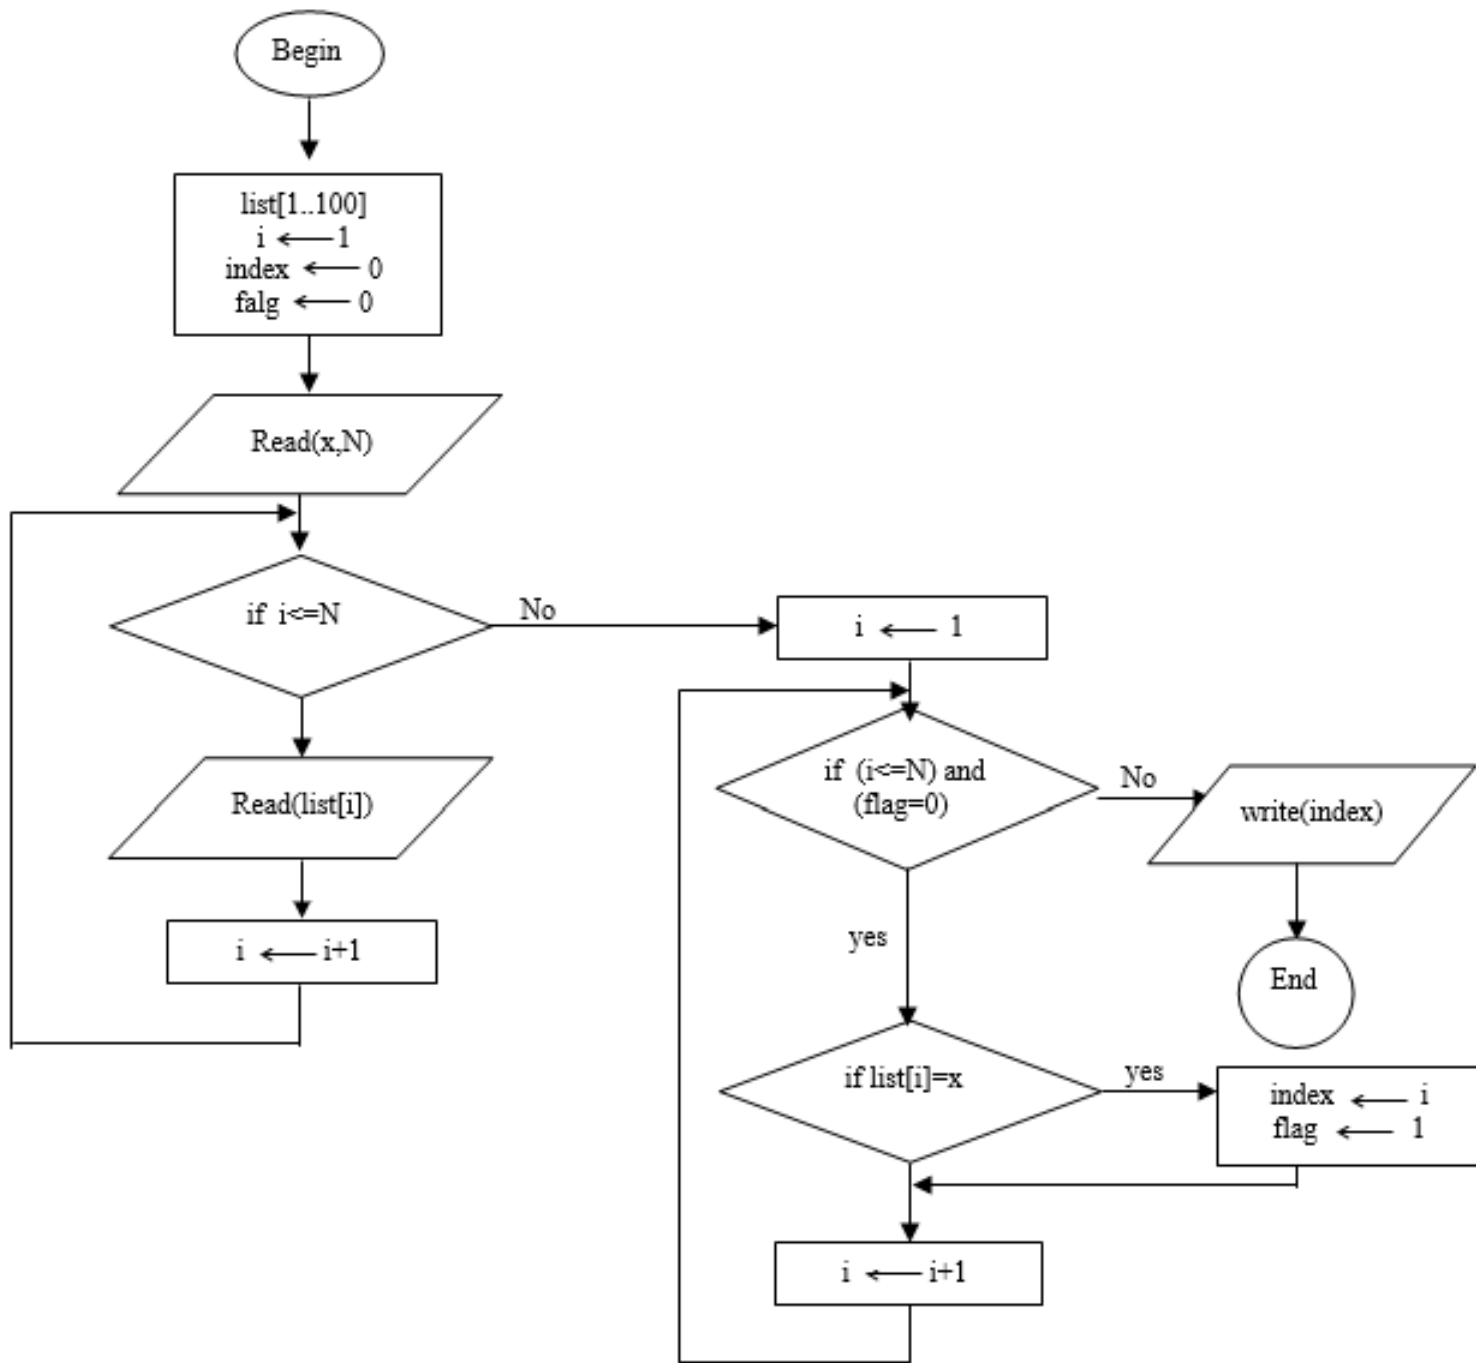 Begin
list[1..100]
i ← 1
index ← 0
falg ← 0
Read(x,N)
if i<=N
No
i ← 1
Read(list[i])
i ← i+1
if (i<=N) and
(flag=0)
No
write(index)
End
yes
if list[i]=x
yes
index ← i
flag ← 1
i ← i+1